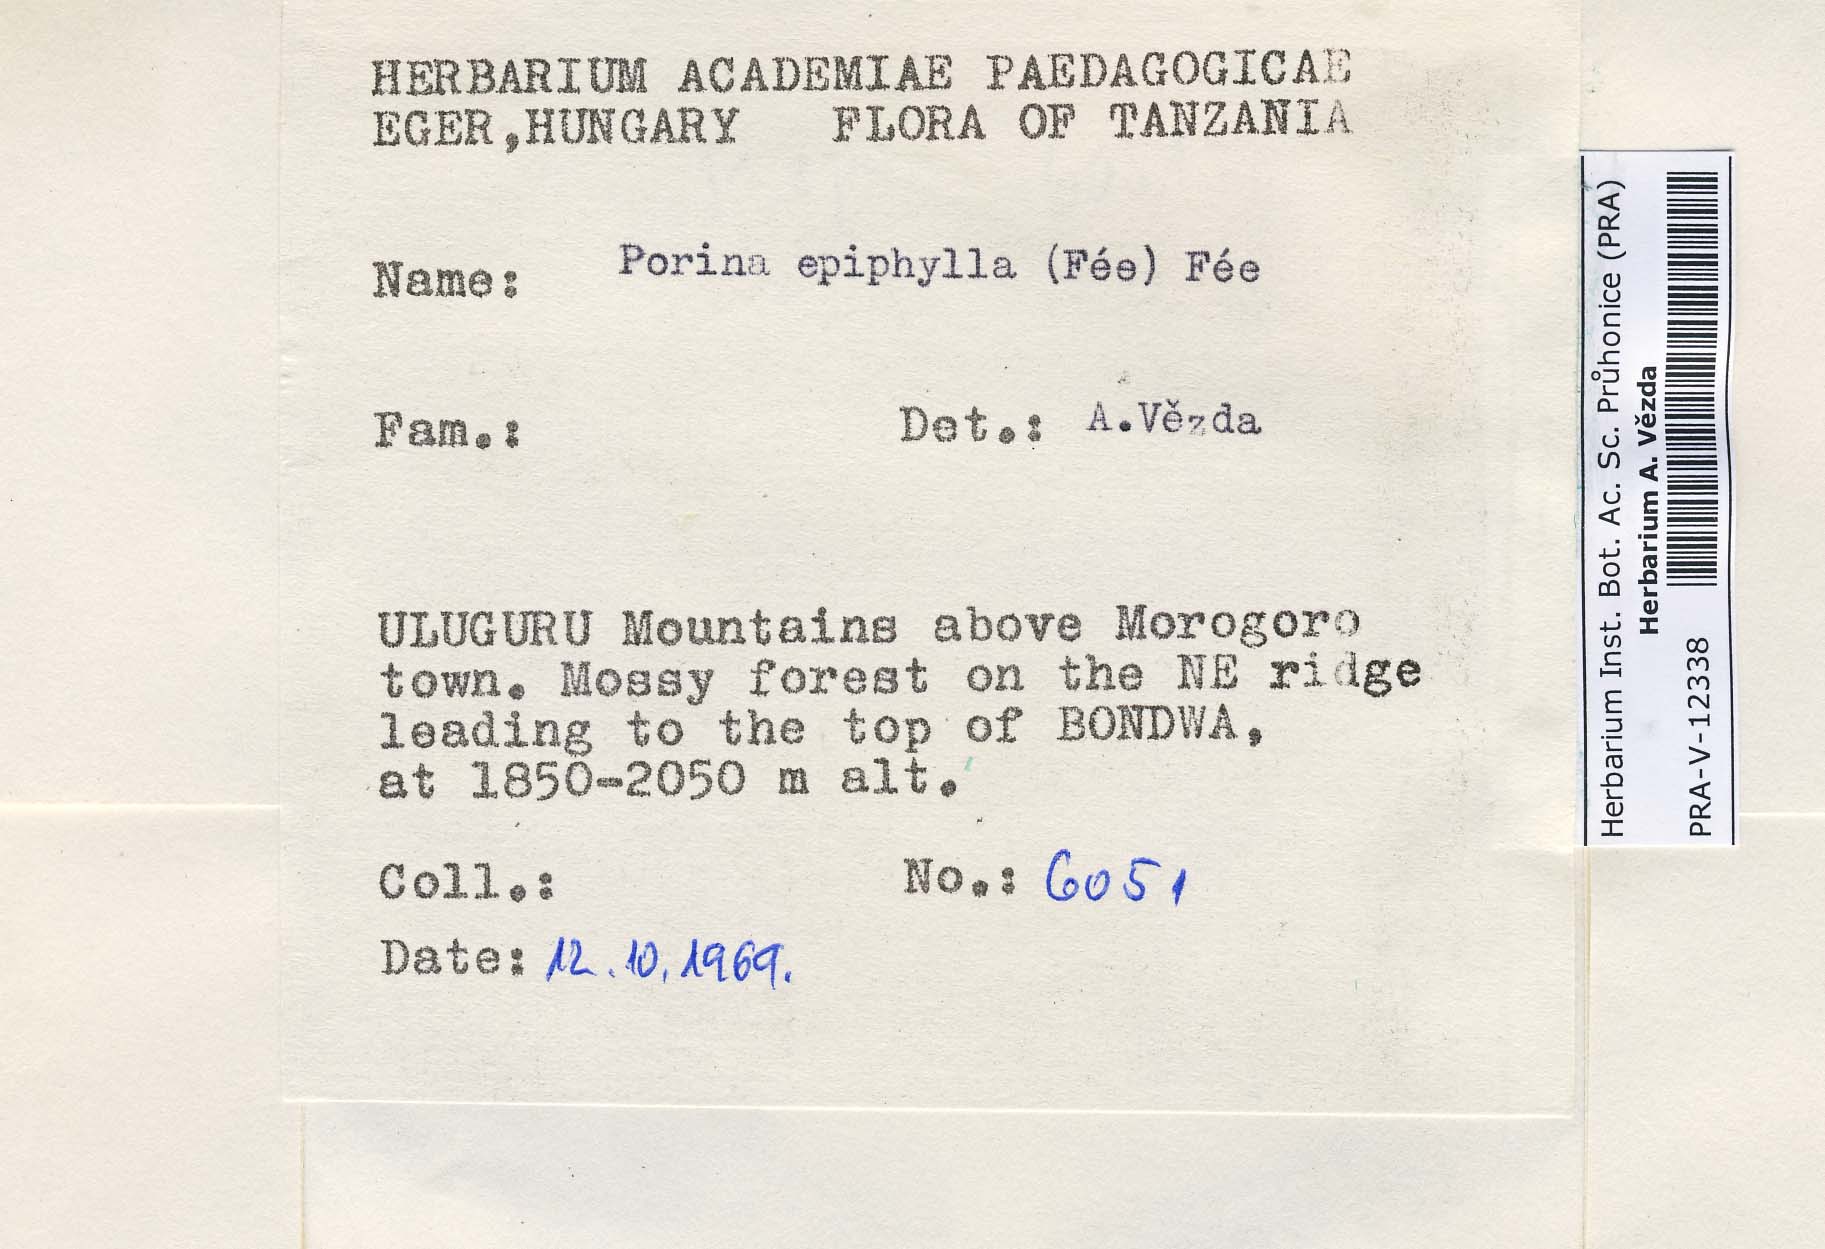 HERBARIUM ACADEMIAE PAEDAGOGICAE
EGER,HUNGARY FLORA OF TANZANIA
Name: Porina epiphylla (Fée) Fée
Fam.: Det.: A.Vězda
ULUGURU Mountains above Morogoro
town. Mossy forest on the NE ridge
leading to the top of BONDWA,
at 1850-2050 m alt.
Coll.: No.: 6051
Date: 12.10.1969.
Herbarium Inst. Bot. Ac. Sc. Průhonice (PRA)
Herbarium A. Vězda
PRA-V-12338